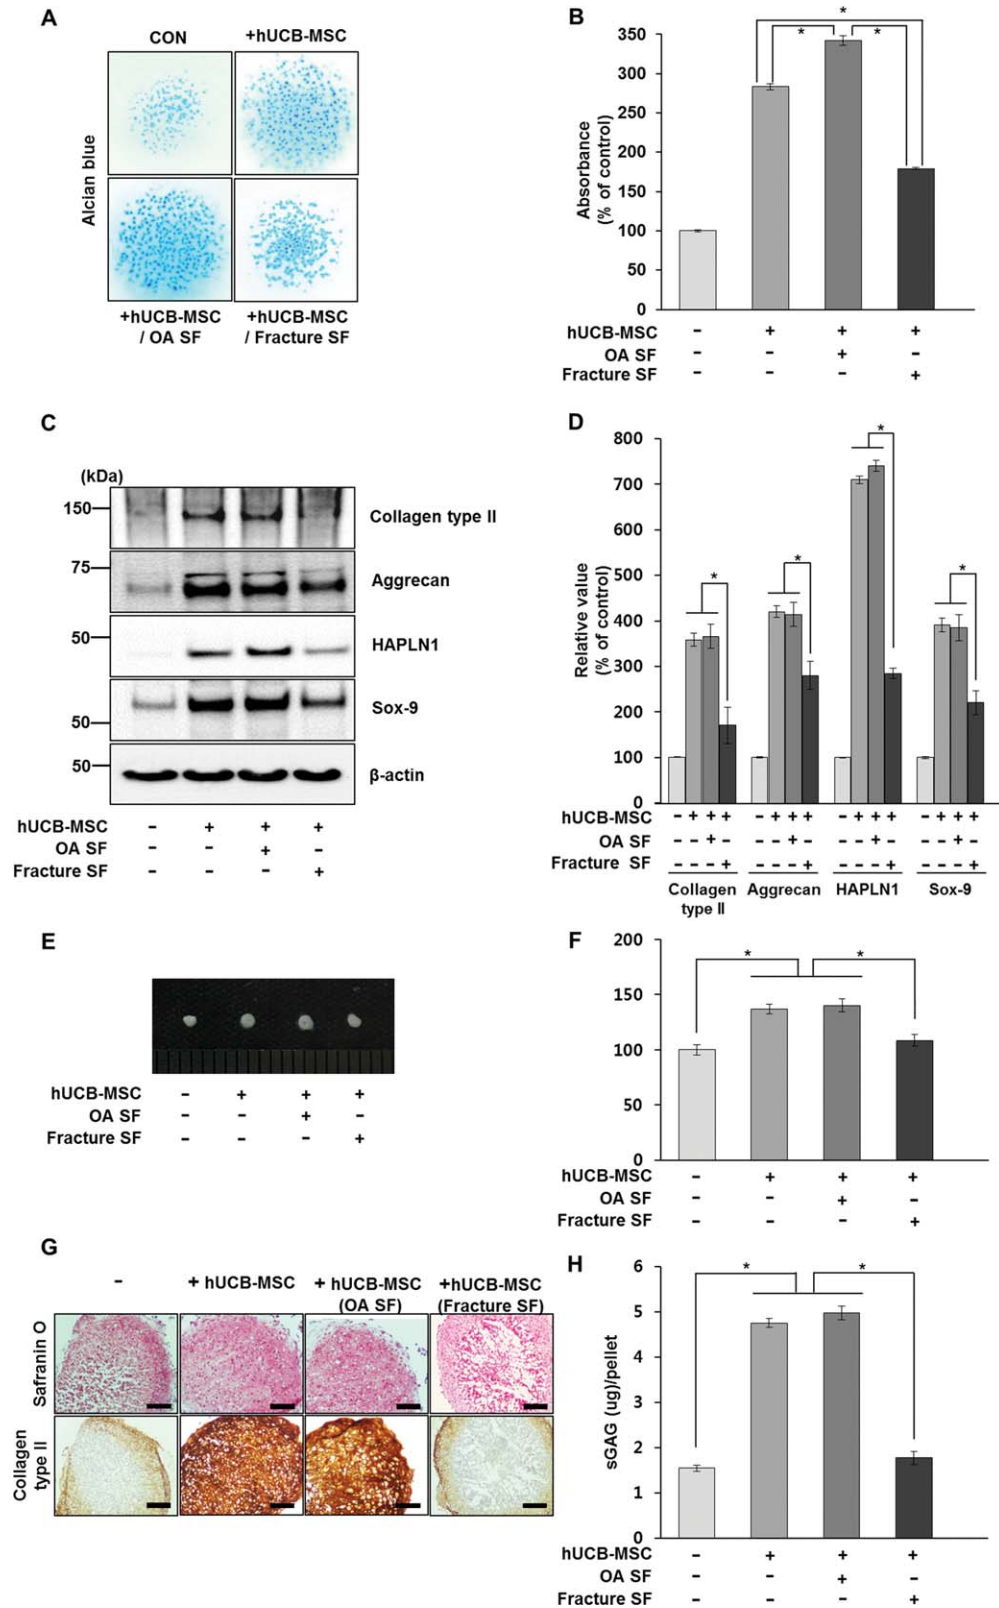 A
CON
+hUCB-MSC
Alcian blue
+hUCB-MSC
/ OA SF
+hUCB-MSC
/ Fracture SF
B
Absorbance
(% of control)
350
300
250
200
150
100
50
0
* * *
hUCB-MSC - + + +
OA SF - - + -
Fracture SF - - - +
C
(kDa)
150
Collagen type II
75
Aggrecan
50
HAPLN1
50
Sox-9
50
β-actin
hUCB-MSC - + + +
OA SF - - + -
Fracture SF - - - +
D
Relative value
(% of control)
800
700
600
500
400
300
200
100
0
* * * *
hUCB-MSC - + + + - + + + - + + + - + + +
OA SF - - + - - - + - - - + - - - + -
Fracture SF - - - + - - - + - - - + - - - +
Collagen
type II
Aggrecan
HAPLN1
Sox-9
E
hUCB-MSC - + + +
OA SF - - + -
Fracture SF - - - +
F
200
150
100
50
0
* *
hUCB-MSC - + + +
OA SF - - + -
Fracture SF - - - +
G
-
+ hUCB-MSC
+ hUCB-MSC
(OA SF)
+hUCB-MSC
(Fracture SF)
Safranin O
Collagen
type II
H
sGAG (ug)/pellet
6
5
4
3
2
1
0
* *
hUCB-MSC - + + +
OA SF - - + -
Fracture SF - - - +